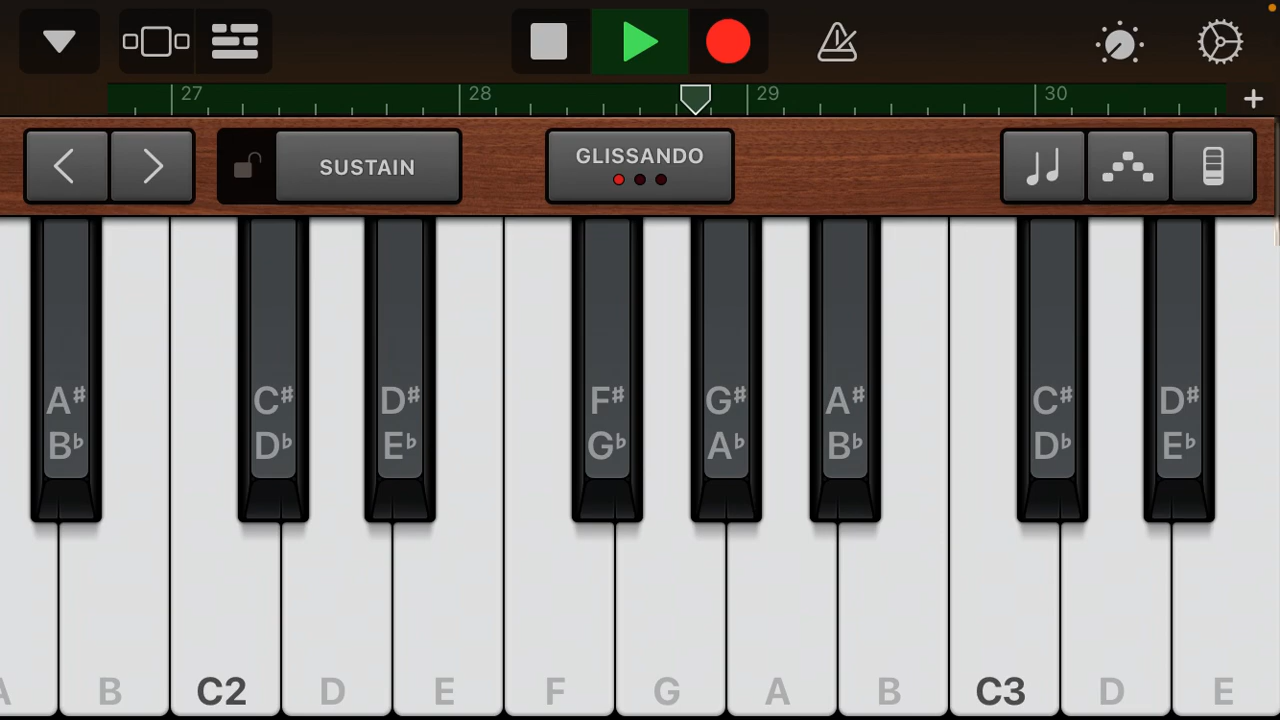 27 28 29 30
SUSTAIN GLISSANDO
A♯ C♯ D♯ F♯ G♯ A♯ C♯ D♯
B♭ D♭ E♭ G♭ A♭ B♭ D♭ E♭
A B C2 D E F G A B C3 D E